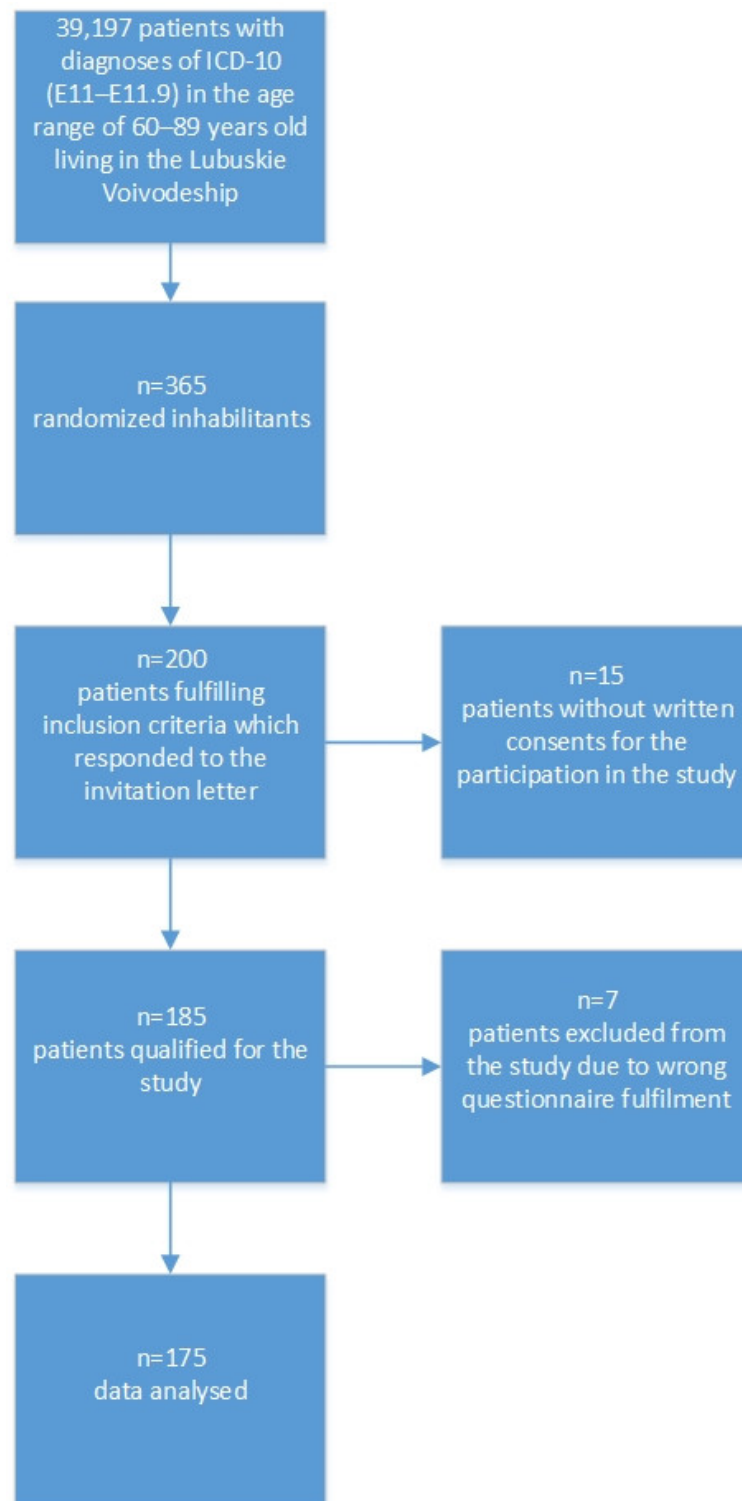 39,197 patients with
diagnoses of ICD-10
(E11–E11.9) in the age
range of 60–89 years old
living in the Lubuskie
Voivodeship
n=365
randomized inhabilitants
n=200
patients fulfilling
inclusion criteria which
responded to the
invitation letter
n=15
patients without written
consents for the
participation in the study
n=185
patients qualified for the
study
n=7
patients excluded from
the study due to wrong
questionnaire fulfilment
n=175
data analysed